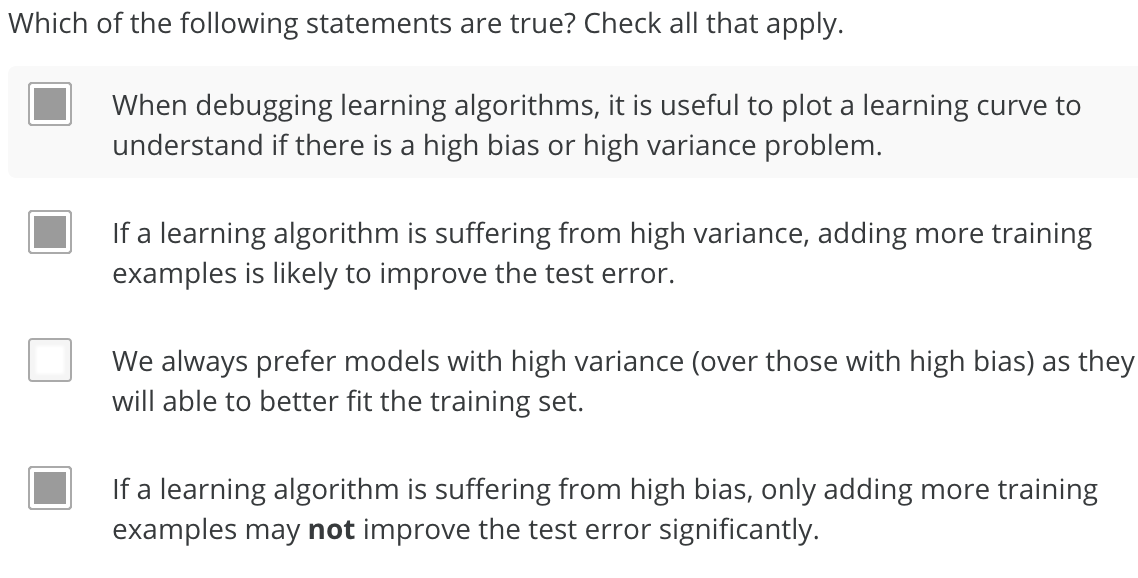 Which of the following statements are true? Check all that apply.
When debugging learning algorithms, it is useful to plot a learning curve to
understand if there is a high bias or high variance problem.
If a learning algorithm is suffering from high variance, adding more training
examples is likely to improve the test error.
We always prefer models with high variance (over those with high bias) as they
will able to better fit the training set.
If a learning algorithm is suffering from high bias, only adding more training
examples may not improve the test error significantly.